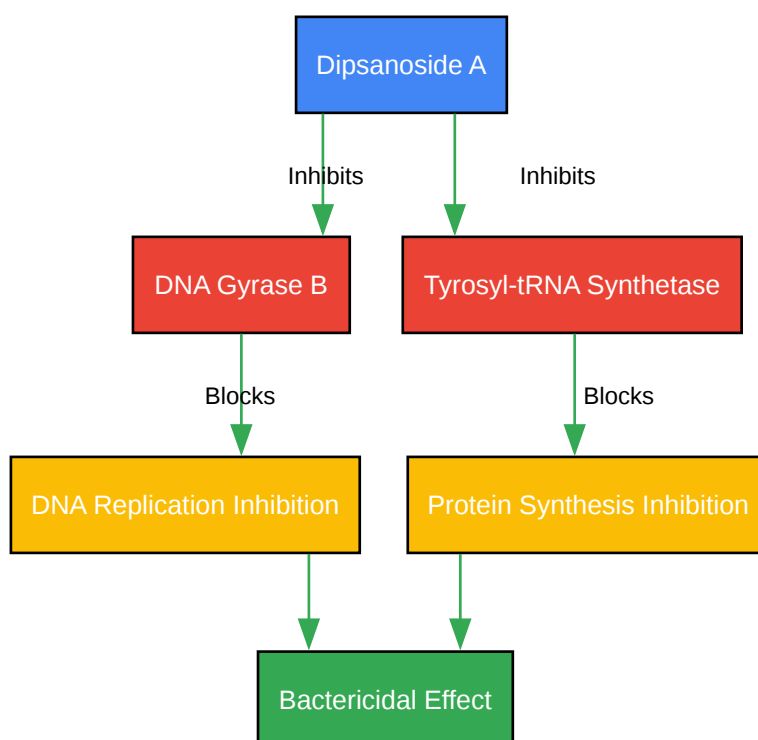 Dipsanoside A
Inhibits
Inhibits
DNA Gyrase B
Tyrosyl-tRNA Synthetase
Blocks
Blocks
DNA Replication Inhibition
Protein Synthesis Inhibition
Bactericidal Effect